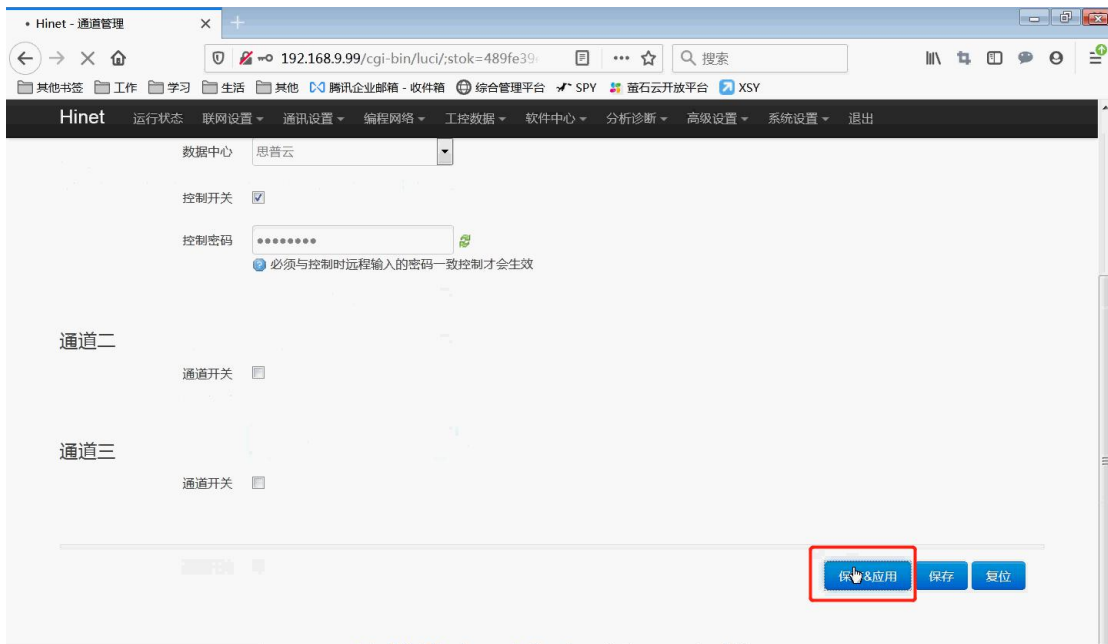 Hinet - 通道管理
192.168.9.99/cgi-bin/luci/;stok=489fe39
搜索
其他书签 工作 学习 生活 其他 腾讯企业邮箱 - 收件箱 综合管理平台 SPY 萤石云开放平台 XSY
Hinet 运行状态 联网设置 通讯设置 编程网络 工控数据 软件中心 分析诊断 高级设置 系统设置 退出
数据中心 思普云
控制开关
控制密码 ●●●●●●●●
必须与控制时远程输入的密码一致控制才会生效
通道二
通道开关
通道三
通道开关
保存&应用 保存 复位